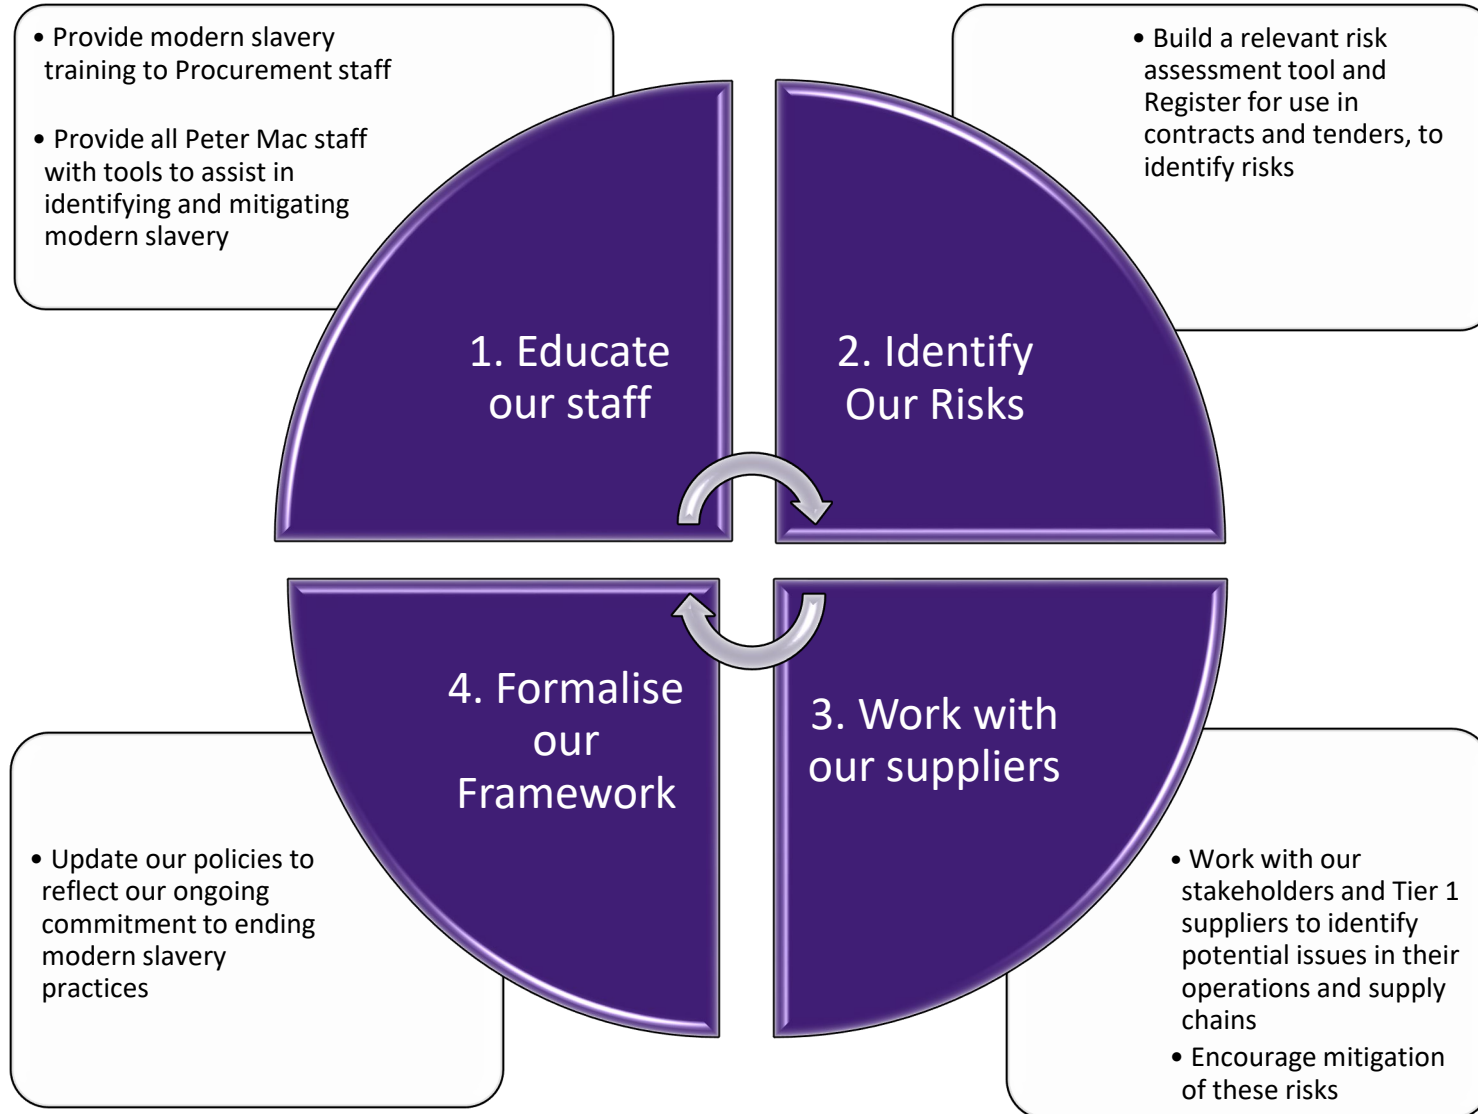 • Provide modern slavery
training to Procurement staff
• Provide all Peter Mac staff
with tools to assist in
identifying and mitigating
modern slavery
1. Educate
our staff
• Build a relevant risk
assessment tool and
Register for use in
contracts and tenders, to
identify risks
2. Identify
Our Risks
3. Work with
our suppliers
• Work with our
stakeholders and Tier 1
suppliers to identify
potential issues in their
operations and supply
chains
• Encourage mitigation
of these risks
4. Formalise
our
Framework
• Update our policies to
reflect our ongoing
commitment to ending
modern slavery
practices